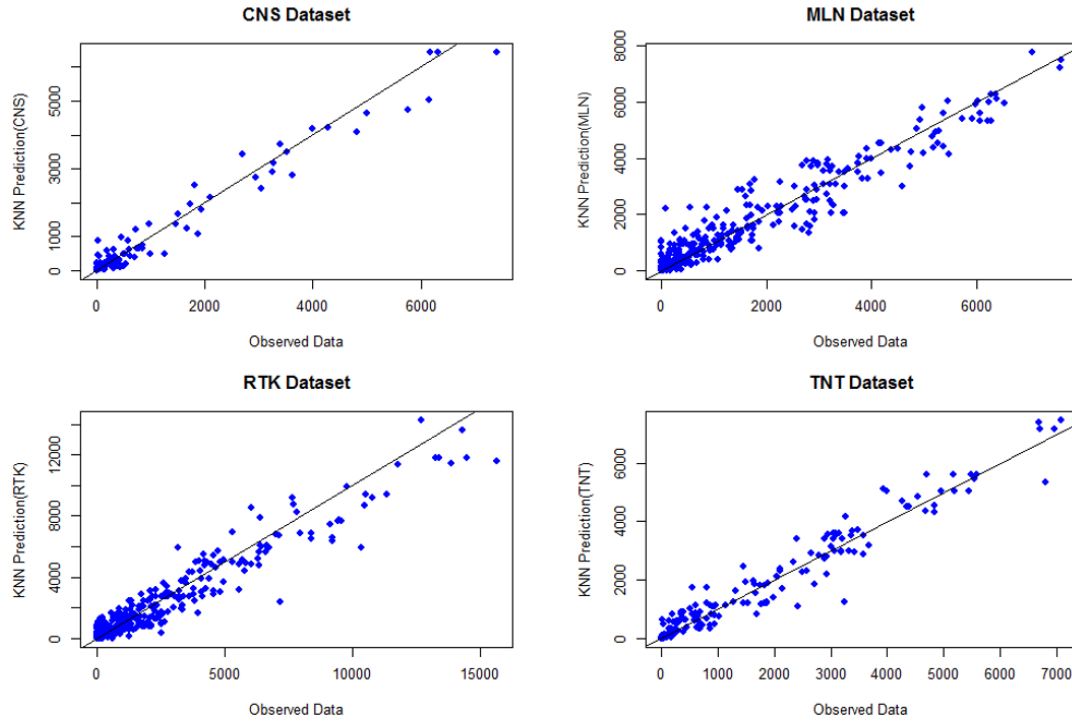 CNS Dataset
KNN Prediction(CNS)
0 1000 3000 5000
0 2000 4000 6000
Observed Data
MLN Dataset
KNN Prediction(MLN)
0 2000 4000 6000 8000
0 2000 4000 6000
Observed Data
RTK Dataset
KNN Prediction(RTK)
0 4000 8000 12000
0 5000 10000 15000
Observed Data
TNT Dataset
KNN Prediction(TNT)
0 2000 4000 6000
0 1000 2000 3000 4000 5000 6000 7000
Observed Data